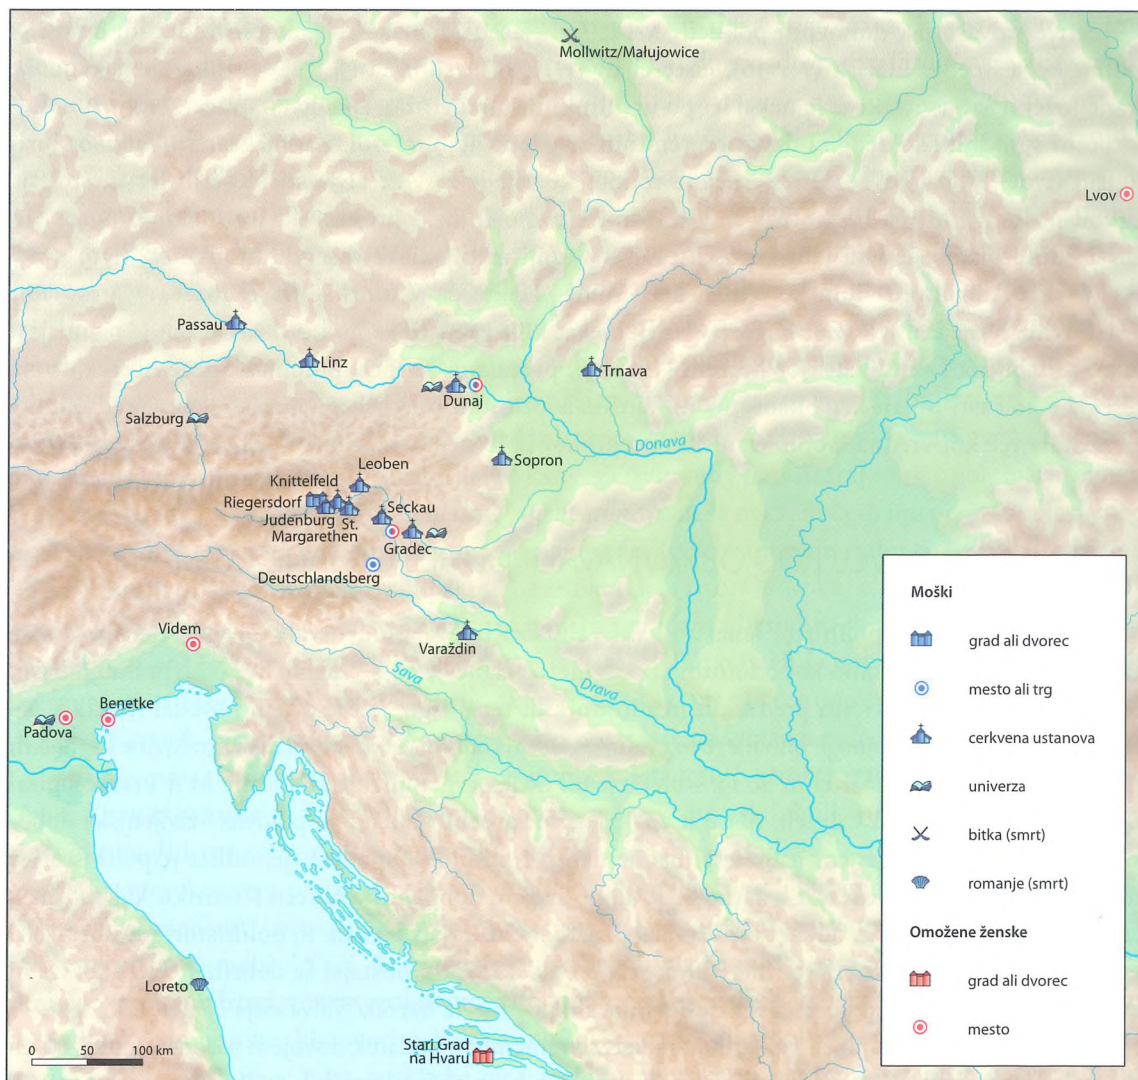 Mollwitz/Małujowice
Lvov
Passau
Linz
Trnava
Dunaj
Salzburg
Donava
Sopron
Leoben
Knittelfeld
Riegersdorf
Seckau
Judenburg
St.
Margarethen
Gradec
Deutschlandsberg
Videm
Varaždin
Sava
Drava
Benetke
Padova
Loreto
Stari Grad
na Hvaru
0 50 100 km
Moški
grad ali dvorec
mesto ali trg
cerkvena ustanova
univerza
bitka (smrt)
romanje (smrt)
Omožene ženske
grad ali dvorec
mesto